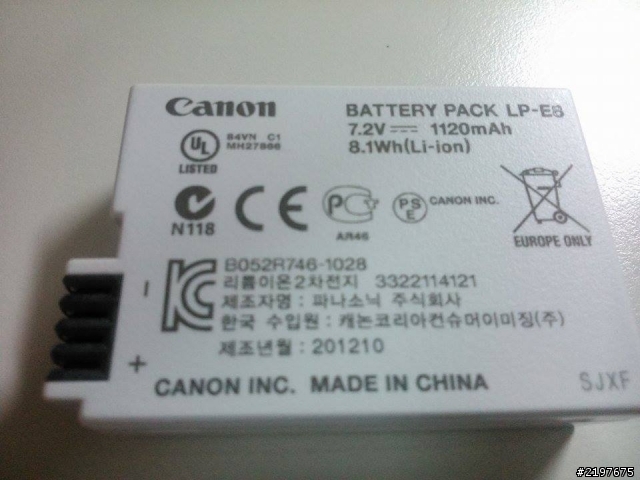 Canon
BATTERY PACK LP-E8
7.2V 1120mAh
8.1Wh(Li-ion)
UL
LISTED
84VN C1
MH27866
N118
CE
PC
AR46
PSE
CANON INC.
EUROPE ONLY
B052R746-1028
리튬이온2차전지 3322114121
제조자명 : 파나소닉 주식회사
한국 수입원 : 캐논코리아컨슈머이미징(주)
제조년월 : 201210
- 
+
CANON INC. MADE IN CHINA
SJXF
#2197675